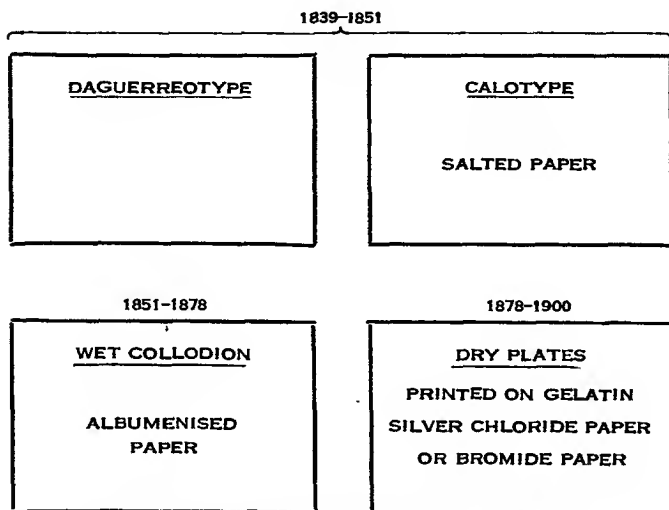 1839-1851
DAGUERREOTYPE
CALOTYPE
SALTED PAPER
1851-1878
WET COLLODION
ALBUMENISED
PAPER
1878-1900
DRY PLATES
PRINTED ON GELATIN
SILVER CHLORIDE PAPER
OR BROMIDE PAPER